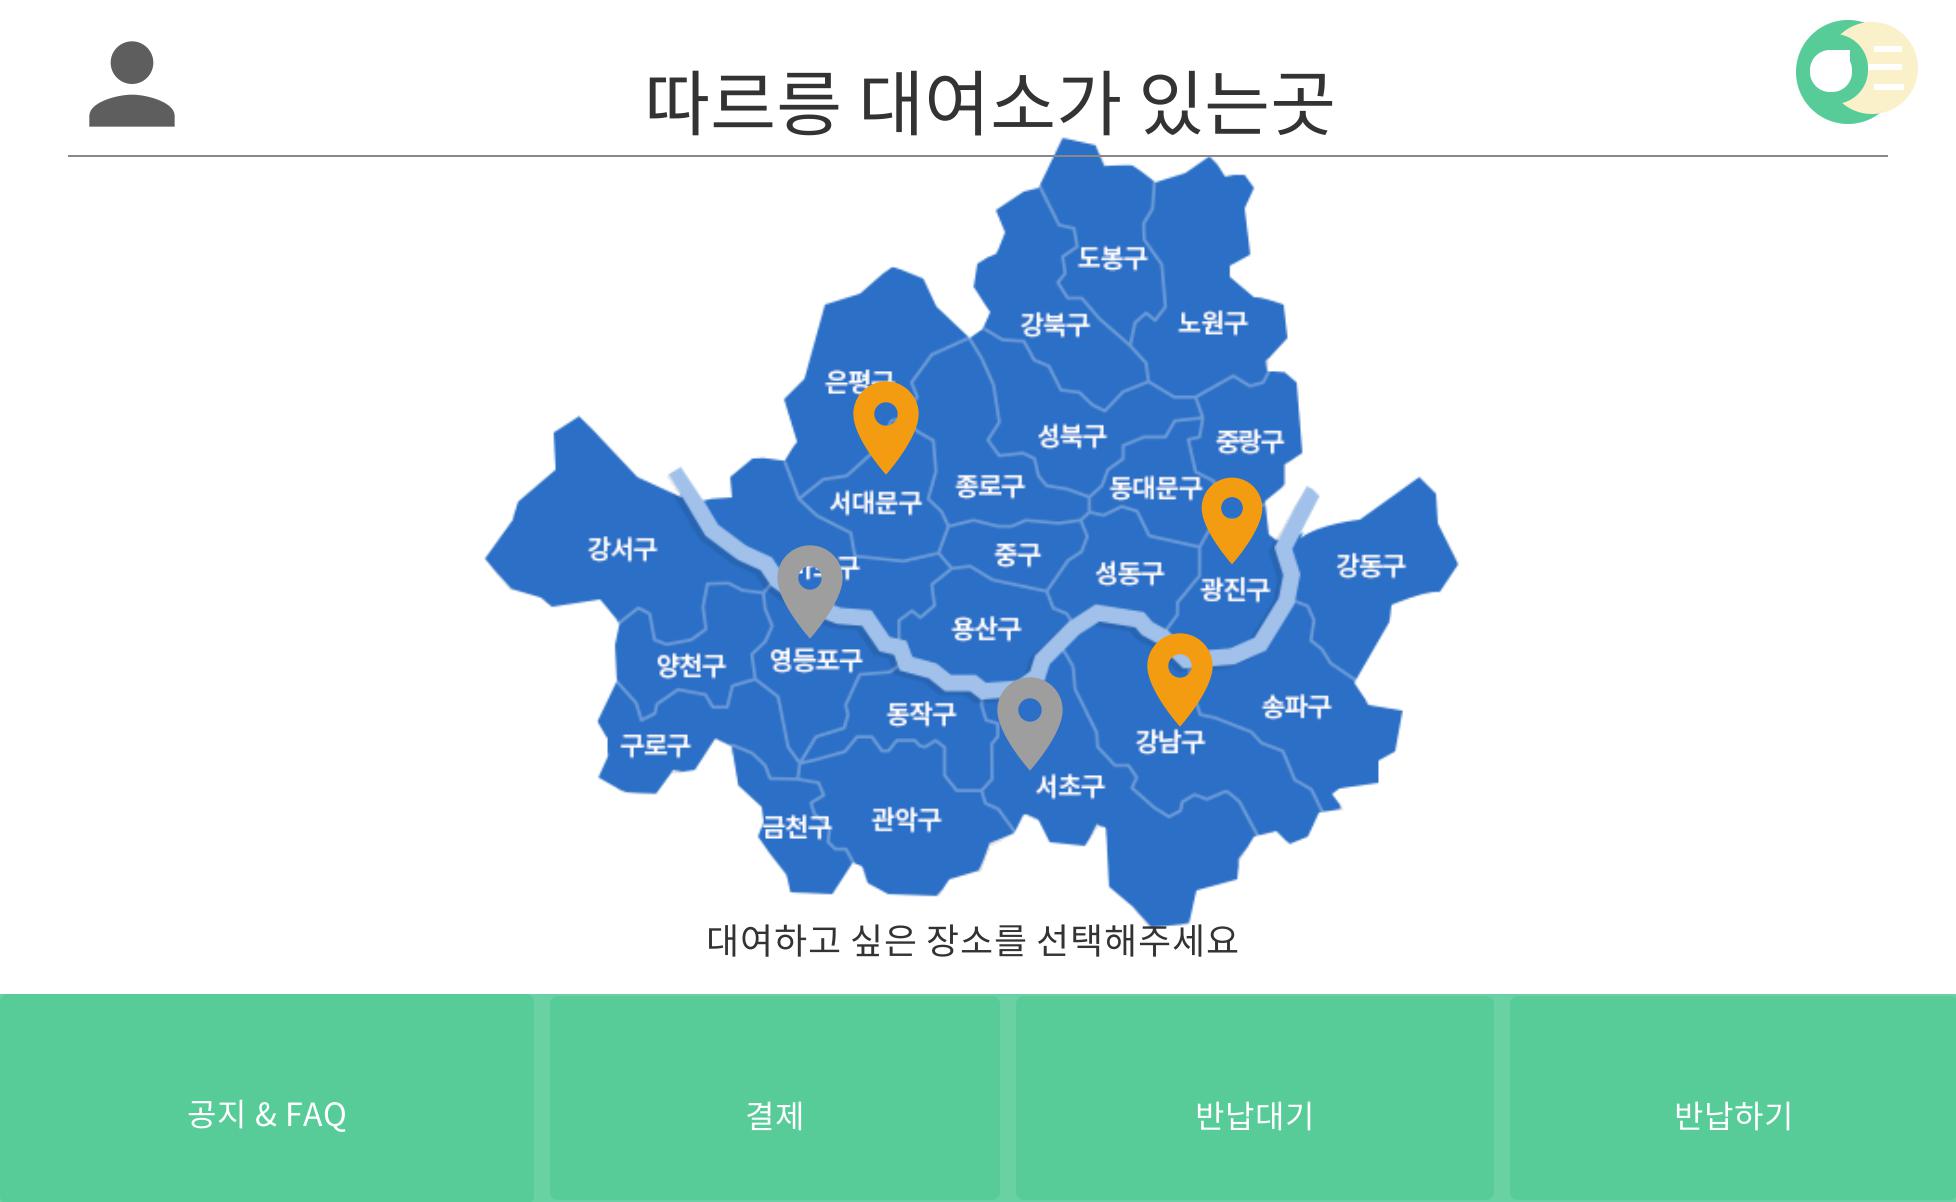 따르릉 대여소가 있는곳
도봉구
강북구
노원구
은평구
성북구
중랑구
종로구
동대문구
서대문구
강서구
중구
강동구
성동구
광진구
용산구
양천구
영등포구
송파구
동작구
강남구
구로구
서초구
관악구
금천구
대여하고 싶은 장소를 선택해주세요
공지 & FAQ
결제
반납대기
반납하기